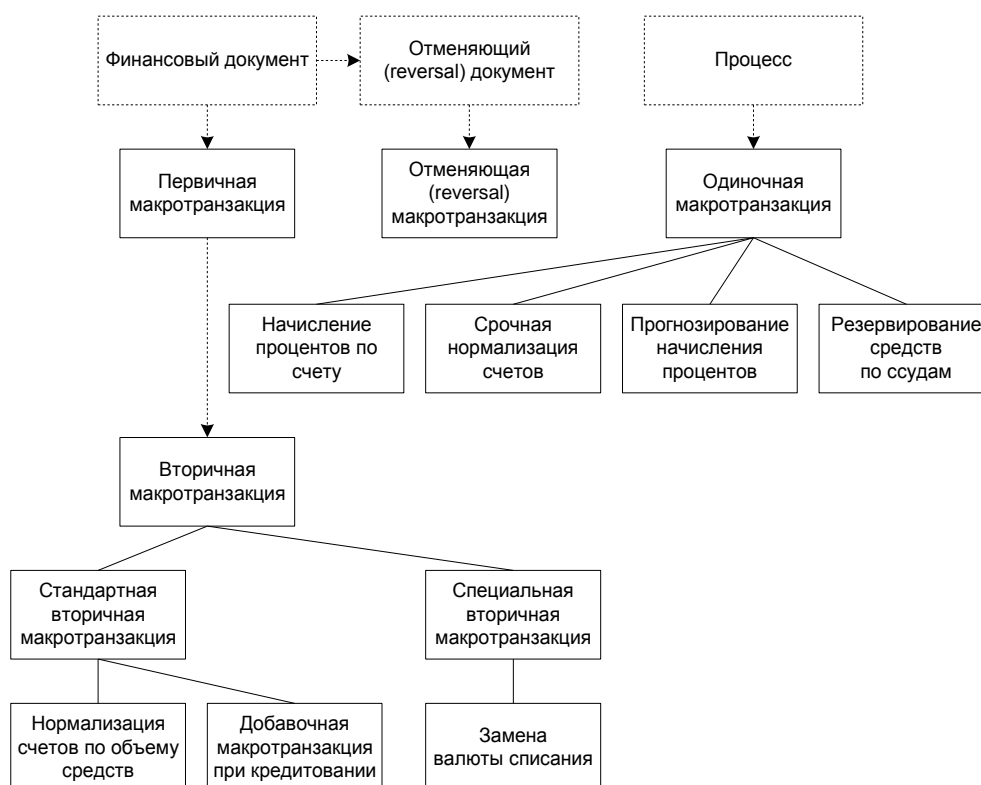 Финансовый документ
Отменяющий
(reversal) документ
Процесс
Первичная
макротранзакция
Отменяющая
(reversal)
макротранзакция
Одиночная
макротранзакция
Начисление
процентов по
счету
Срочная
нормализация
счетов
Прогнозирование
начисления
процентов
Резервирование
средств
по ссудам
Вторичная
макротранзакция
Стандартная
вторичная
макротранзакция
Специальная
вторичная
макротранзакция
Нормализация
счетов по объему
средств
Добавочная
макротранзакция
при кредитовании
Замена
валюты списания